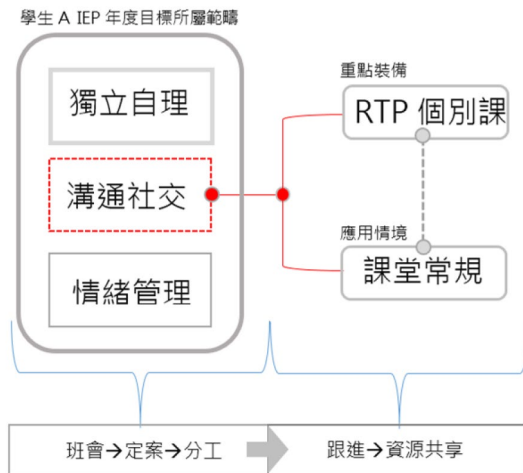 學生 A IEP 年度目標所屬範疇
獨立自理
溝通社交
情緒管理
重點裝備
RTP 個別課
應用情境
課堂常規
班會→定案→分工
跟進→資源共享